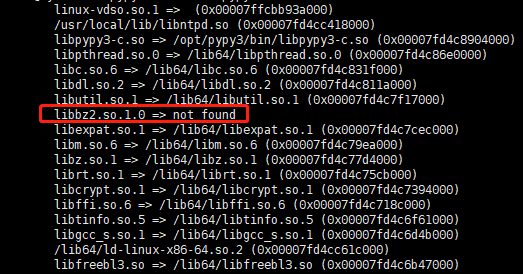 linux-vdso.so.1 => (0x00007ffcbb93a000)
/usr/local/lib/libntpd.so (0x00007fd4cc418000)
libpypy3-c.so => /opt/pypy3/bin/libpypy3-c.so (0x00007fd4c8904000)
libpthread.so.0 => /lib64/libpthread.so.0 (0x00007fd4c86e0000)
libc.so.6 => /lib64/libc.so.6 (0x00007fd4c831f000)
libdl.so.2 => /lib64/libdl.so.2 (0x00007fd4c811a000)
libutil.so.1 => /lib64/libutil.so.1 (0x00007fd4c7f17000)
libbz2.so.1.0 => not found
libexpat.so.1 => /lib64/libexpat.so.1 (0x00007fd4c7cec000)
libm.so.6 => /lib64/libm.so.6 (0x00007fd4c79ea000)
libz.so.1 => /lib64/libz.so.1 (0x00007fd4c77d4000)
librt.so.1 => /lib64/librt.so.1 (0x00007fd4c75cb000)
libcrypt.so.1 => /lib64/libcrypt.so.1 (0x00007fd4c7394000)
libffi.so.6 => /lib64/libffi.so.6 (0x00007fd4c718c000)
libtinfo.so.5 => /lib64/libtinfo.so.5 (0x00007fd4c6f61000)
libgcc_s.so.1 => /lib64/libgcc_s.so.1 (0x00007fd4c6d4b000)
/lib64/ld-linux-x86-64.so.2 (0x00007fd4cc61c000)
libfreebl3.so => /lib64/libfreebl3.so (0x00007fd4c6b47000)